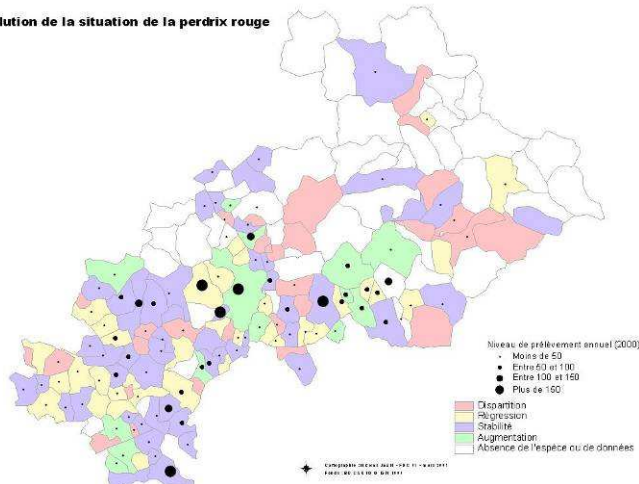 lution de la situation de la perdrix rouge
Niveau de prélèvement annuel (2000)
Moins de 50
Entre 50 et 100
Entre 100 et 150
Plus de 150
Disparition
Régression
Stabilité
Augmentation
Absence de l'espèce ou de données
Cartographie